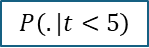 P(.|t < 5)